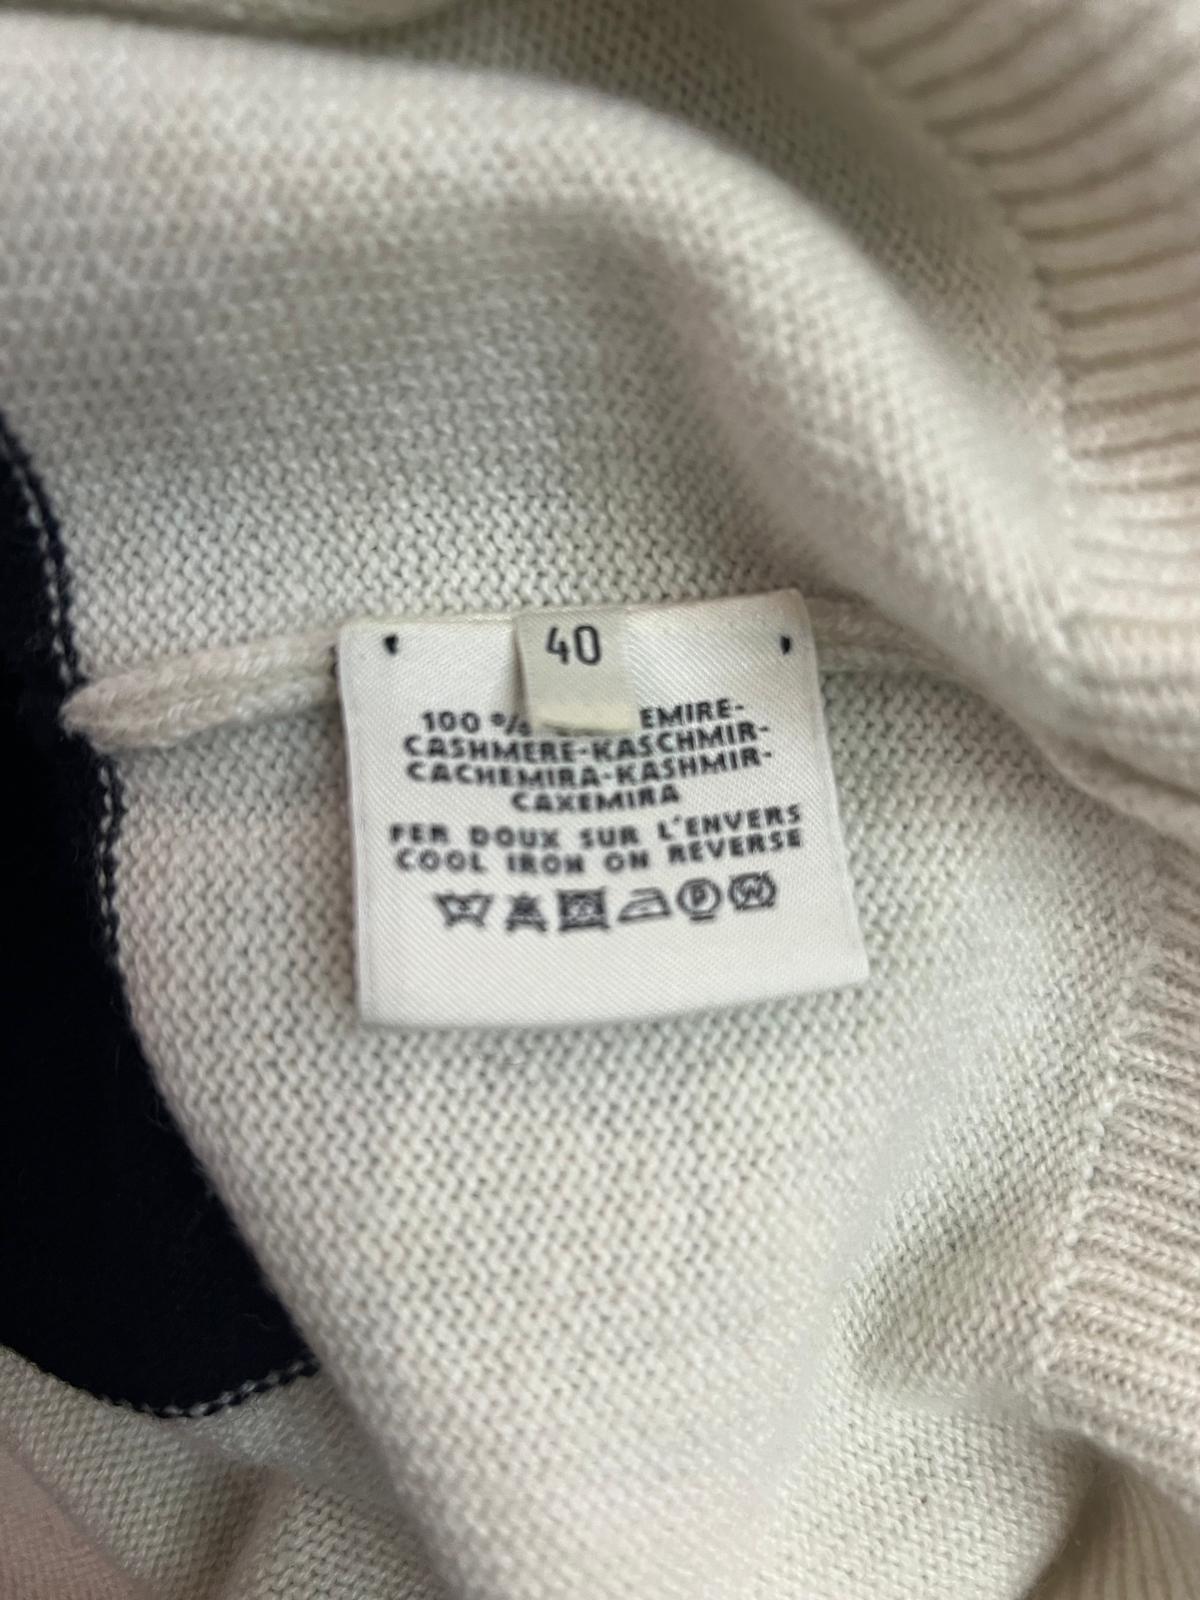 40
100 % EMIRE-
CASHMERE-KASCHMIR-
CACHEMIRA-KASHMIR-
CAXEMIRA
FER DOUX SUR L'ENVERS
COOL IRON ON REVERSE
P W